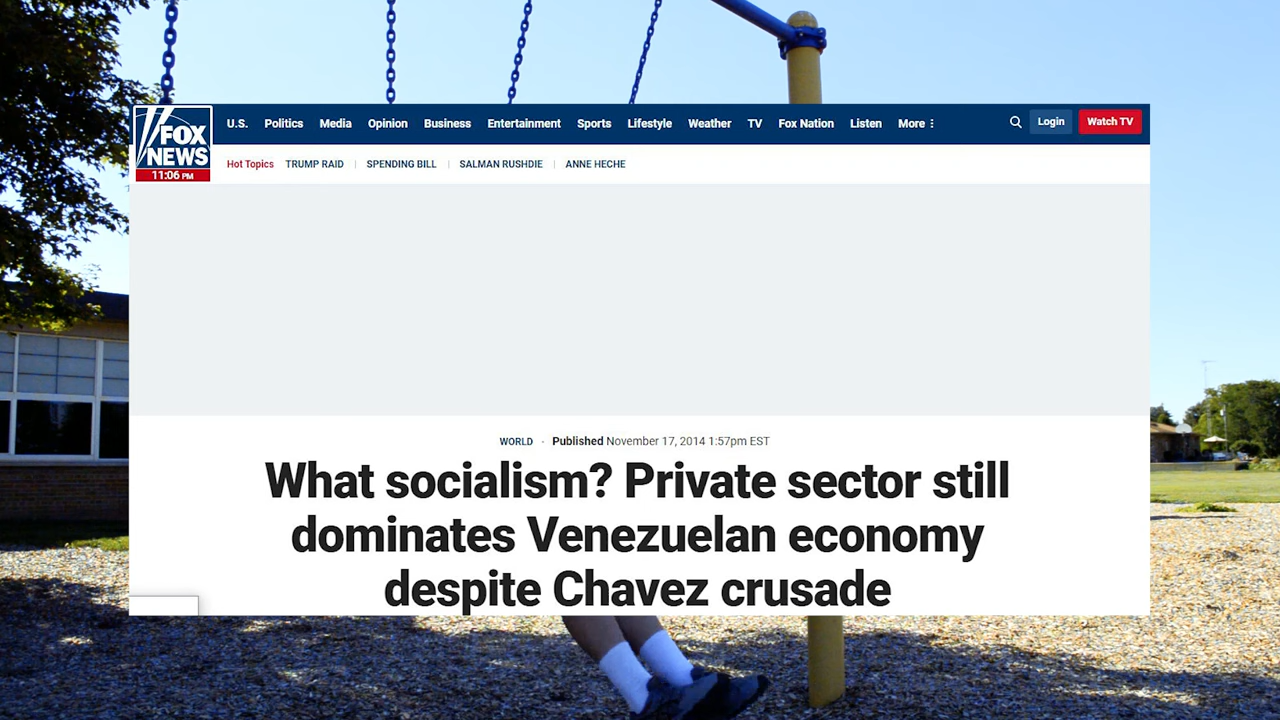 FOX
NEWS
11:06 PM
U.S. Politics Media Opinion Business Entertainment Sports Lifestyle Weather TV Fox Nation Listen More Login Watch TV
Hot Topics TRUMP RAID SPENDING BILL SALMAN RUSHDIE ANNE HECHE
WORLD - Published November 17, 2014 1:57pm EST
What socialism? Private sector still
dominates Venezuelan economy
despite Chavez crusade